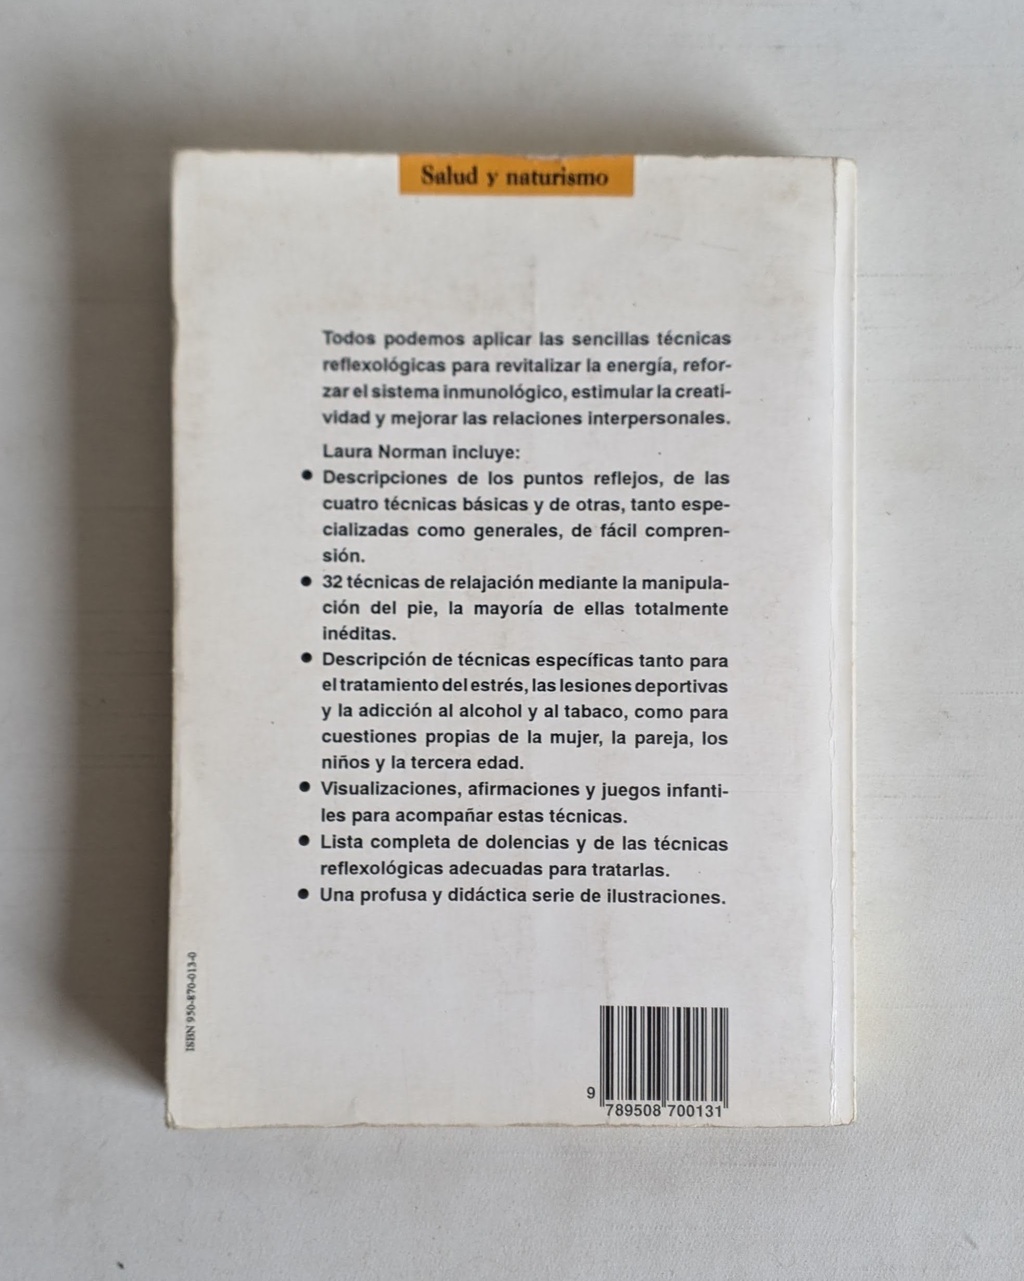 Salud y naturismo
Todos podemos aplicar las sencillas técnicas
reflexológicas para revitalizar la energía, refor-
zar el sistema inmunológico, estimular la creati-
vidad y mejorar las relaciones interpersonales.
Laura Norman incluye:
● Descripciones de los puntos reflejos, de las
cuatro técnicas básicas y de otras, tanto espe-
cializadas como generales, de fácil compren-
sión.
● 32 técnicas de relajación mediante la manipula-
ción del pie, la mayoría de ellas totalmente
inéditas.
● Descripción de técnicas específicas tanto para
el tratamiento del estrés, las lesiones deportivas
y la adicción al alcohol y al tabaco, como para
cuestiones propias de la mujer, la pareja, los
niños y la tercera edad.
● Visualizaciones, afirmaciones y juegos infanti-
les para acompañar estas técnicas.
● Lista completa de dolencias y de las técnicas
reflexológicas adecuadas para tratarlas.
● Una profusa y didáctica serie de ilustraciones.
ISBN 950-870-013-0
9 789508 700131